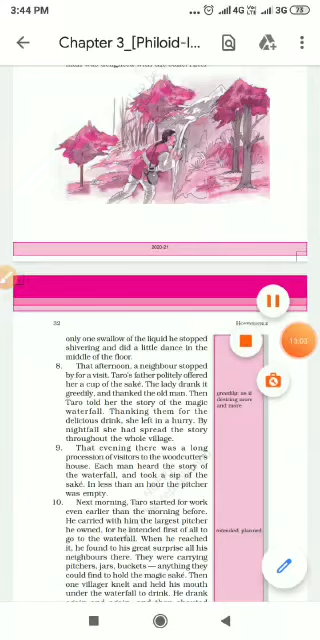 3:44 PM
4G
VoLTE
3G
73
Chapter 3_[Philoid-I...
2020-21
13:03
32
only one swallow of the liquid he stopped
shivering and did a little dance in the
middle of the floor.
8. That afternoon, a neighbour stopped
by for a visit. Taro's father politely offered
her a cup of the saké. The lady drank it
greedily, and thanked the old man. Then
Taro told her the story of the magic
waterfall. Thanking them for the
delicious drink, she left in a hurry. By
nightfall she had spread the story
throughout the whole village.
greedily: as if
desiring more
and more
9. That evening there was a long
procession of visitors to the woodcutter's
house. Each man heard the story of
the waterfall, and took a sip of the
saké. In less than an hour the pitcher
was empty.
10. Next morning, Taro started for work
even earlier than the morning before.
He carried with him the largest pitcher
he owned, for he intended first of all to
go to the waterfall. When he reached
it, he found to his great surprise all his
neighbours there. They were carrying
pitchers, jars, buckets — anything they
could find to hold the magic saké. Then
one villager knelt and held his mouth
under the waterfall to drink. He drank
intended: planned